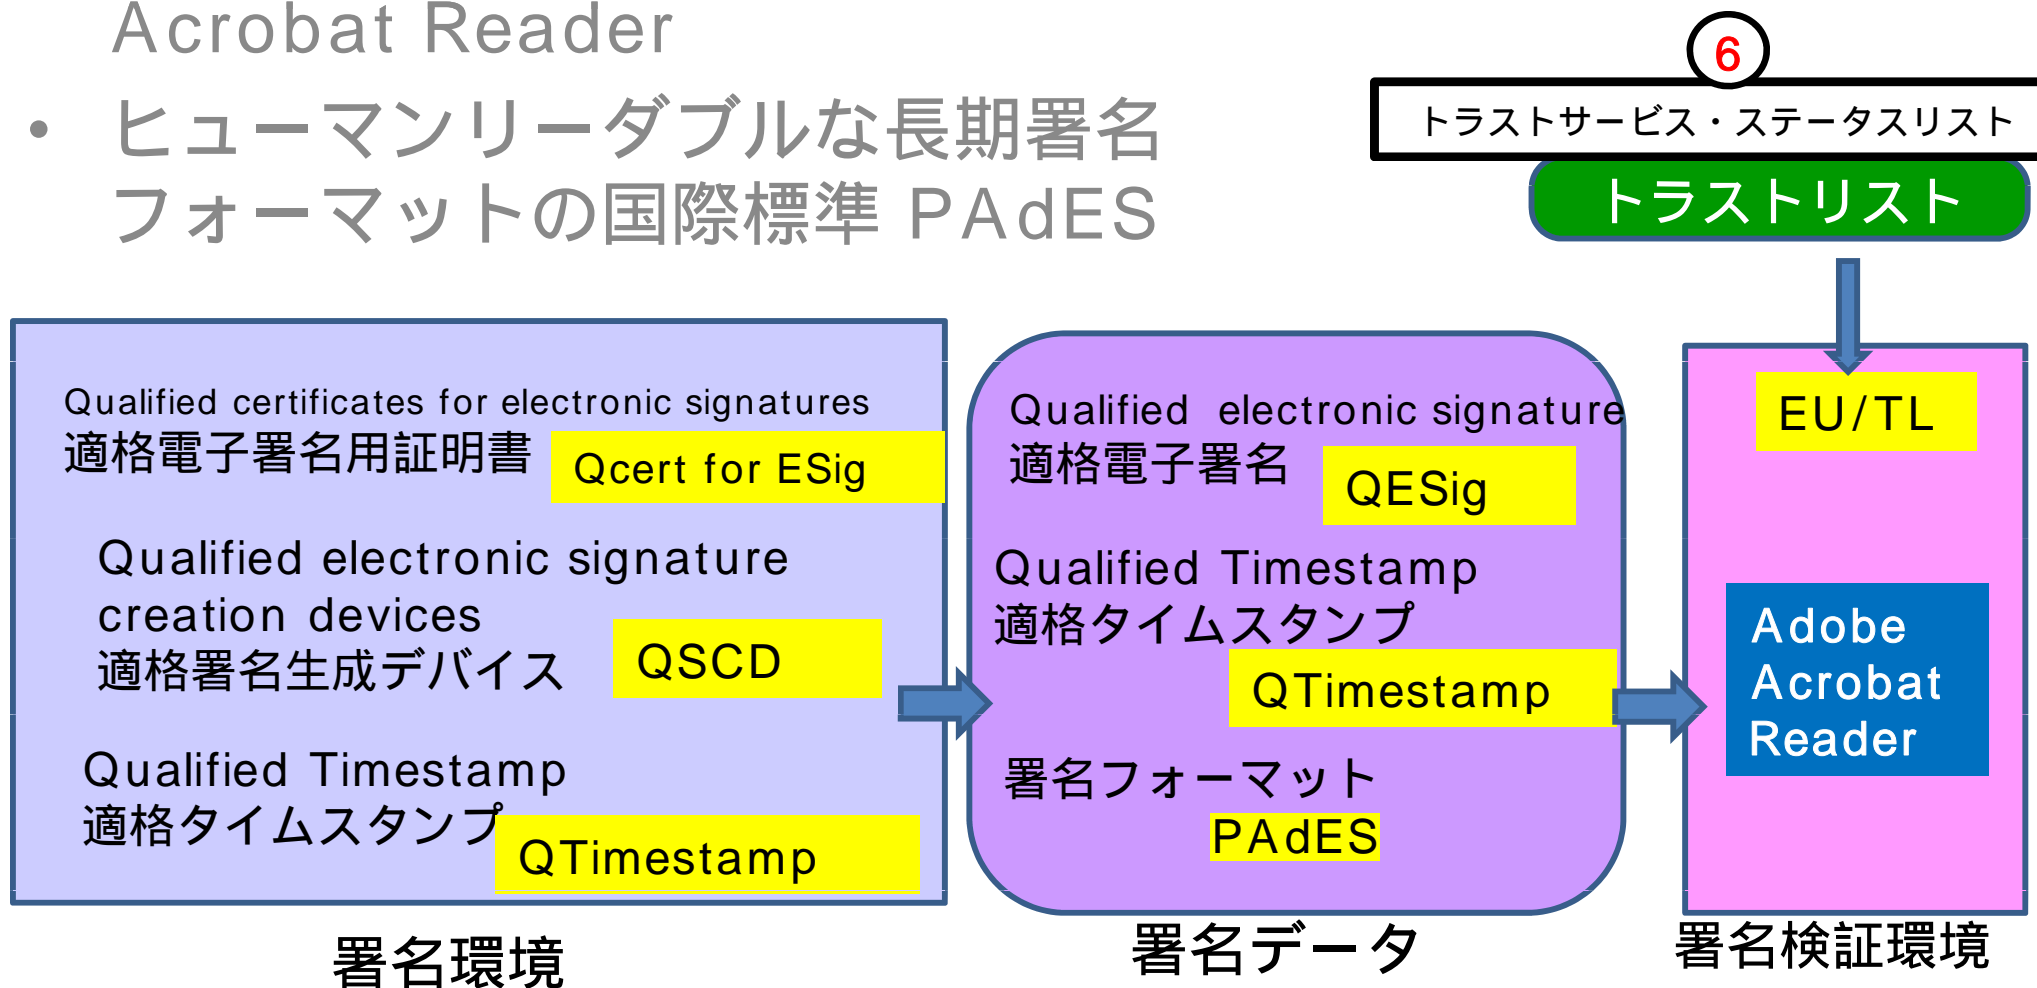 Acrobat Reader
• ヒューマンリーダブルな長期署名
フォーマットの国際標準 PAdES
6
トラストサービス・ステータスリスト
トラストリスト
Qualified certificates for electronic signatures
適格電子署名用証明書
Qcert for ESig
Qualified electronic signature
creation devices
適格署名生成デバイス
QSCD
Qualified Timestamp
適格タイムスタンプ
QTimestamp
署名環境
Qualified electronic signature
適格電子署名
QESig
Qualified Timestamp
適格タイムスタンプ
QTimestamp
署名フォーマット
PAdES
署名データ
EU/TL
Adobe
Acrobat
Reader
署名検証環境